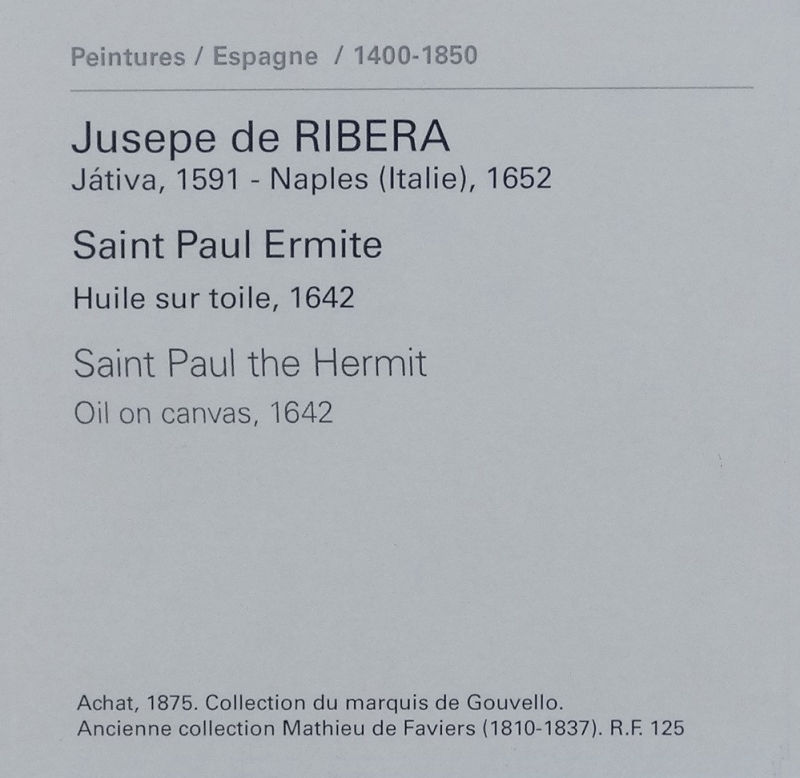 Peintures / Espagne / 1400-1850
Jusepe de RIBERA
Játiva, 1591 - Naples (Italie), 1652
Saint Paul Ermite
Huile sur toile, 1642
Saint Paul the Hermit
Oil on canvas, 1642
Achat, 1875. Collection du marquis de Gouvello.
Ancienne collection Mathieu de Faviers (1810-1837). R.F. 125